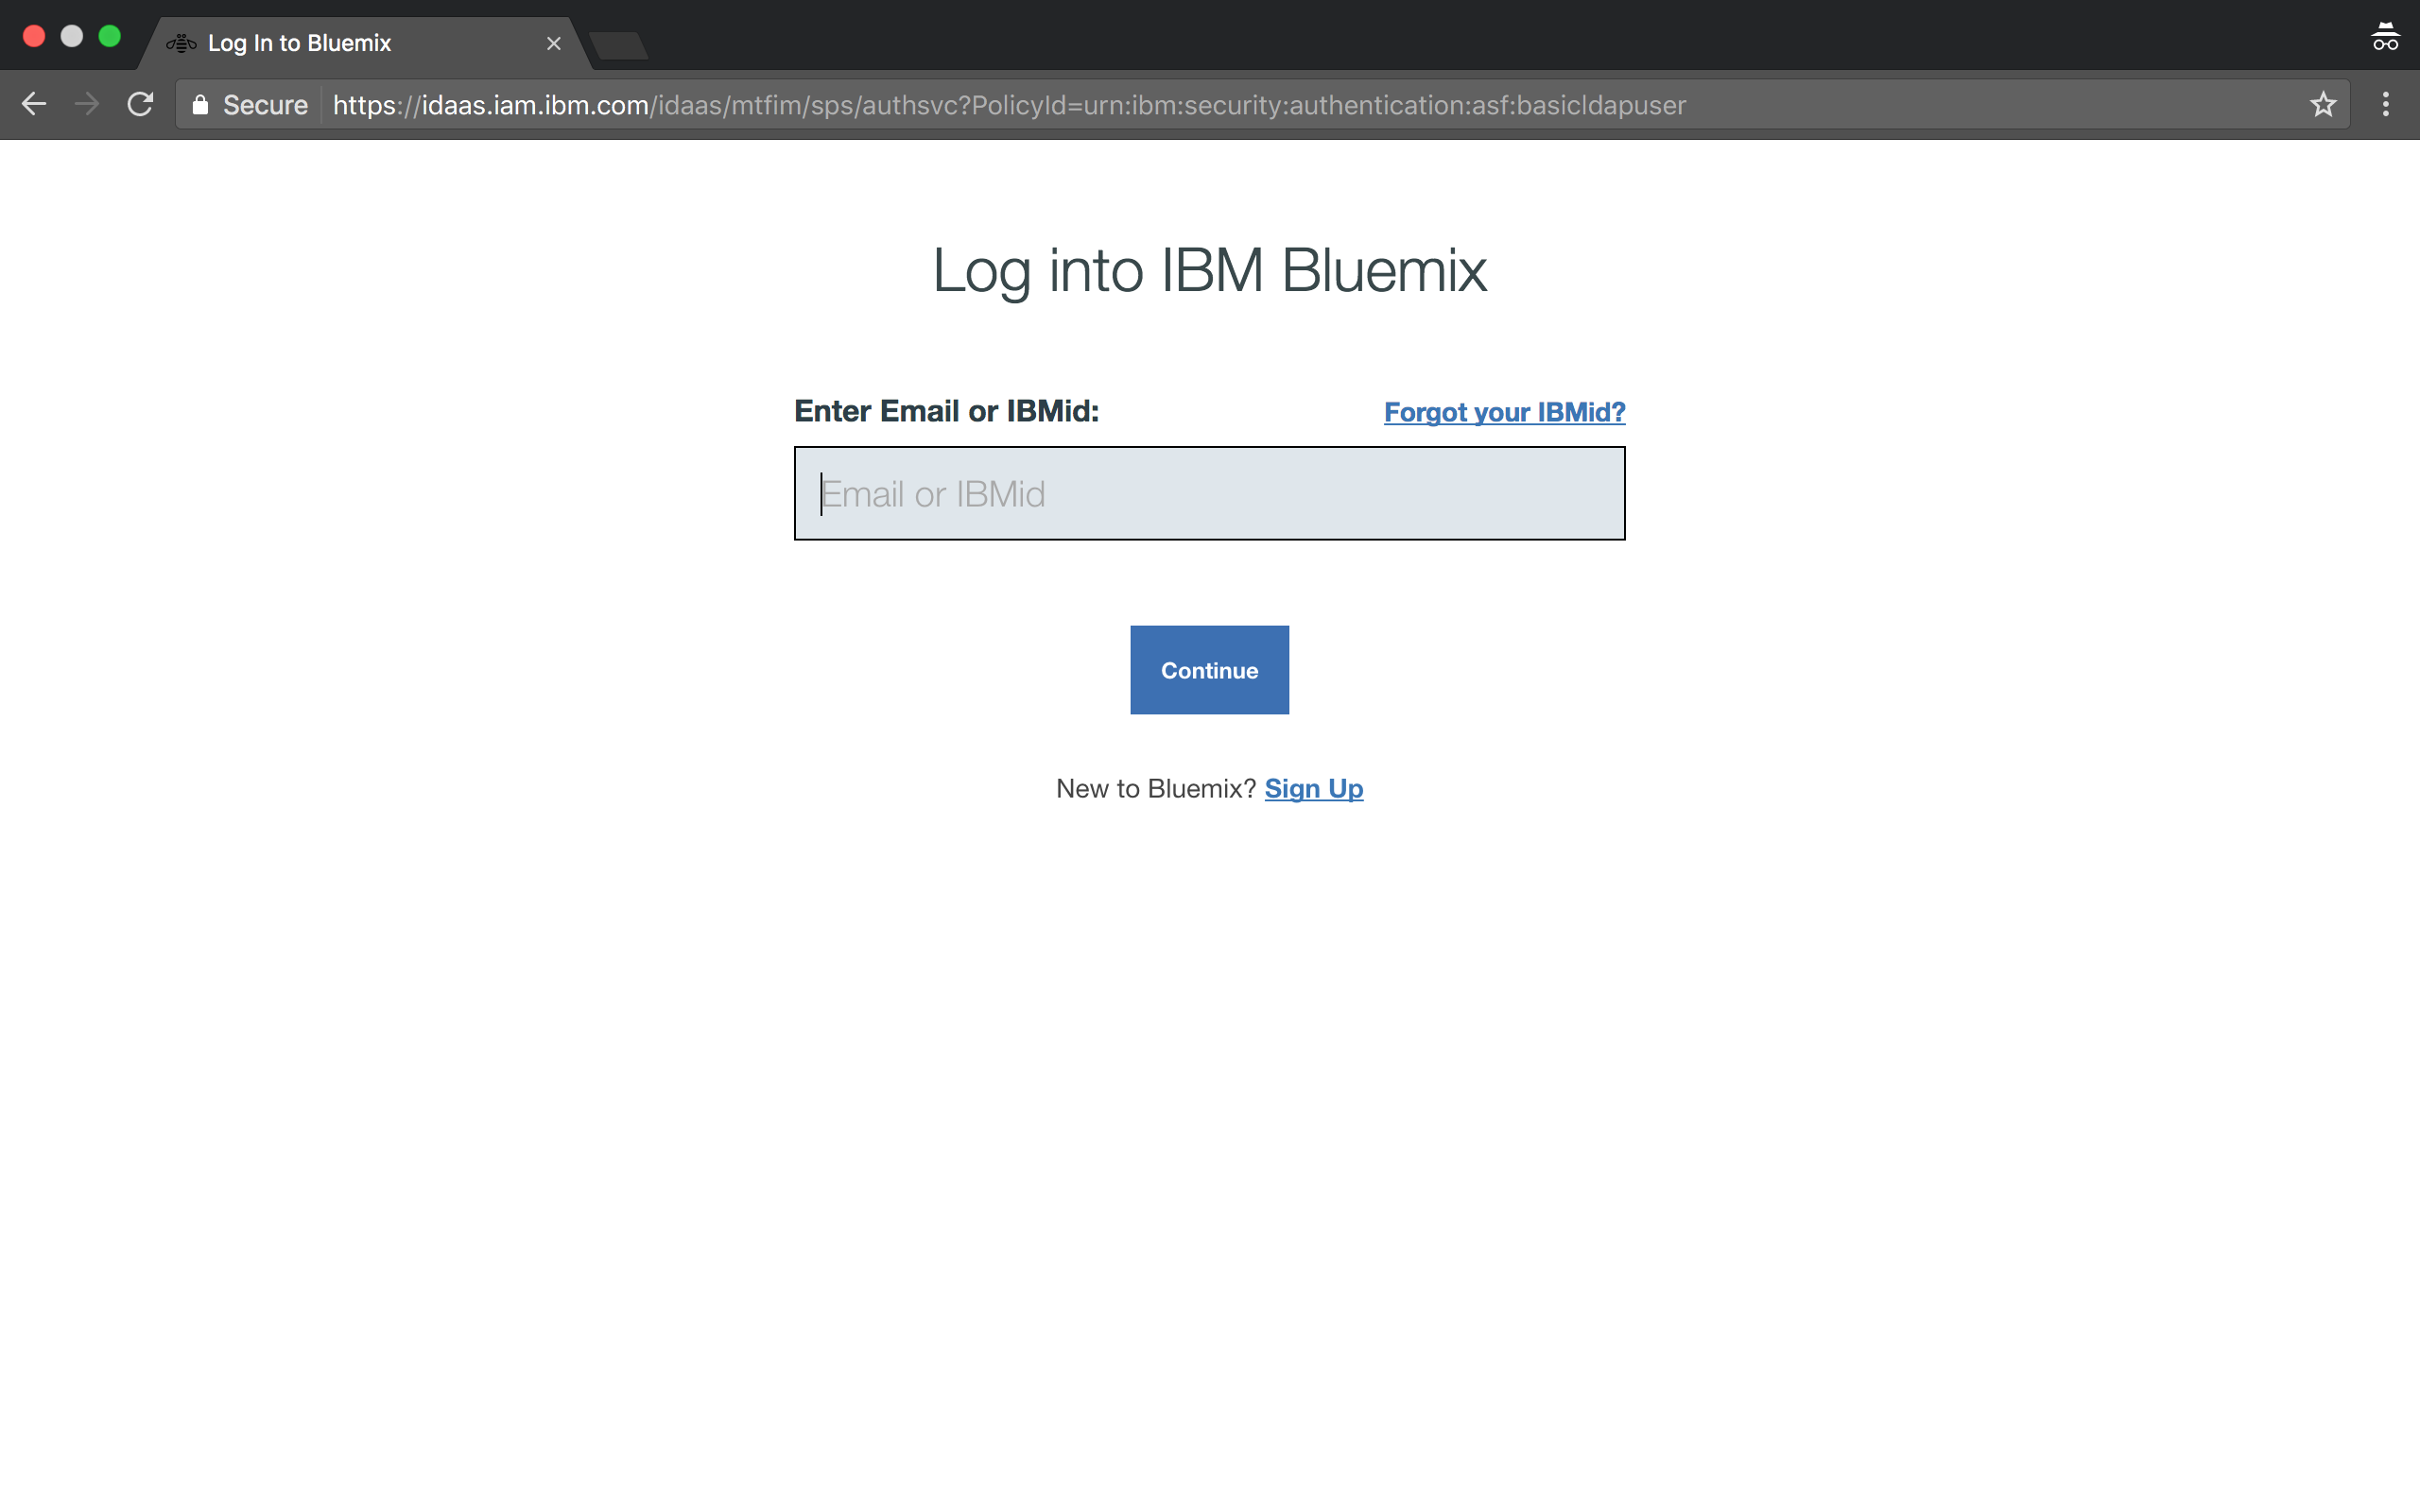 Log In to Bluemix
Secure https://idaas.iam.ibm.com/idaas/mtfim/sps/authsvc?PolicyId=urn:ibm:security:authentication:asf:basicldapuser
Log into IBM Bluemix
Enter Email or IBMid: Forgot your IBMid?
Email or IBMid
Continue
New to Bluemix? Sign Up